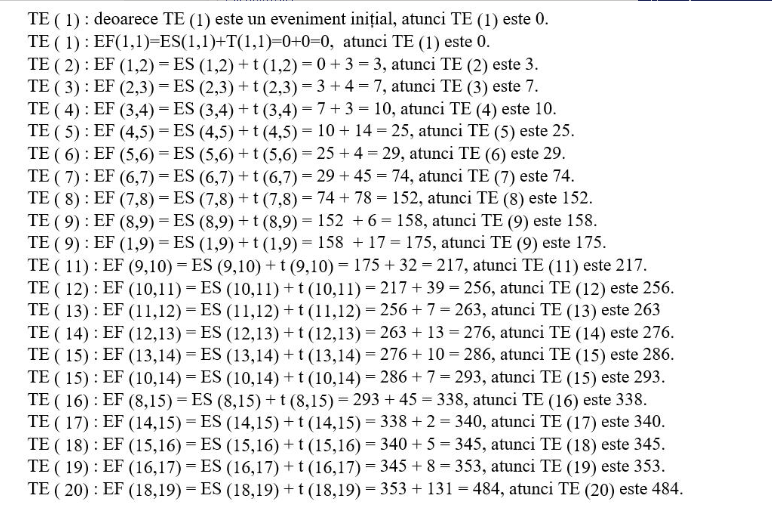 TE ( 1) : deoarece TE (1) este un eveniment inițial, atunci TE (1) este 0.
TE ( 1) : EF(1,1)=ES(1,1)+T(1,1)=0+0=0, atunci TE (1) este 0.
TE ( 2) : EF (1,2) = ES (1,2) + t (1,2) = 0 + 3 = 3, atunci TE (2) este 3.
TE ( 3) : EF (2,3) = ES (2,3) + t (2,3) = 3 + 4 = 7, atunci TE (3) este 7.
TE ( 4) : EF (3,4) = ES (3,4) + t (3,4) = 7 + 3 = 10, atunci TE (4) este 10.
TE ( 5) : EF (4,5) = ES (4,5) + t (4,5) = 10 + 14 = 25, atunci TE (5) este 25.
TE ( 6) : EF (5,6) = ES (5,6) + t (5,6) = 25 + 4 = 29, atunci TE (6) este 29.
TE ( 7) : EF (6,7) = ES (6,7) + t (6,7) = 29 + 45 = 74, atunci TE (7) este 74.
TE ( 8) : EF (7,8) = ES (7,8) + t (7,8) = 74 + 78 = 152, atunci TE (8) este 152.
TE ( 9) : EF (8,9) = ES (8,9) + t (8,9) = 152 + 6 = 158, atunci TE (9) este 158.
TE ( 9) : EF (1,9) = ES (1,9) + t (1,9) = 158 + 17 = 175, atunci TE (9) este 175.
TE ( 11) : EF (9,10) = ES (9,10) + t (9,10) = 175 + 32 = 217, atunci TE (11) este 217.
TE ( 12) : EF (10,11) = ES (10,11) + t (10,11) = 217 + 39 = 256, atunci TE (12) este 256.
TE ( 13) : EF (11,12) = ES (11,12) + t (11,12) = 256 + 7 = 263, atunci TE (13) este 263
TE ( 14) : EF (12,13) = ES (12,13) + t (12,13) = 263 + 13 = 276, atunci TE (14) este 276.
TE ( 15) : EF (13,14) = ES (13,14) + t (13,14) = 276 + 10 = 286, atunci TE (15) este 286.
TE ( 15) : EF (10,14) = ES (10,14) + t (10,14) = 286 + 7 = 293, atunci TE (15) este 293.
TE ( 16) : EF (8,15) = ES (8,15) + t (8,15) = 293 + 45 = 338, atunci TE (16) este 338.
TE ( 17) : EF (14,15) = ES (14,15) + t (14,15) = 338 + 2 = 340, atunci TE (17) este 340.
TE ( 18) : EF (15,16) = ES (15,16) + t (15,16) = 340 + 5 = 345, atunci TE (18) este 345.
TE ( 19) : EF (16,17) = ES (16,17) + t (16,17) = 345 + 8 = 353, atunci TE (19) este 353.
TE ( 20) : EF (18,19) = ES (18,19) + t (18,19) = 353 + 131 = 484, atunci TE (20) este 484.